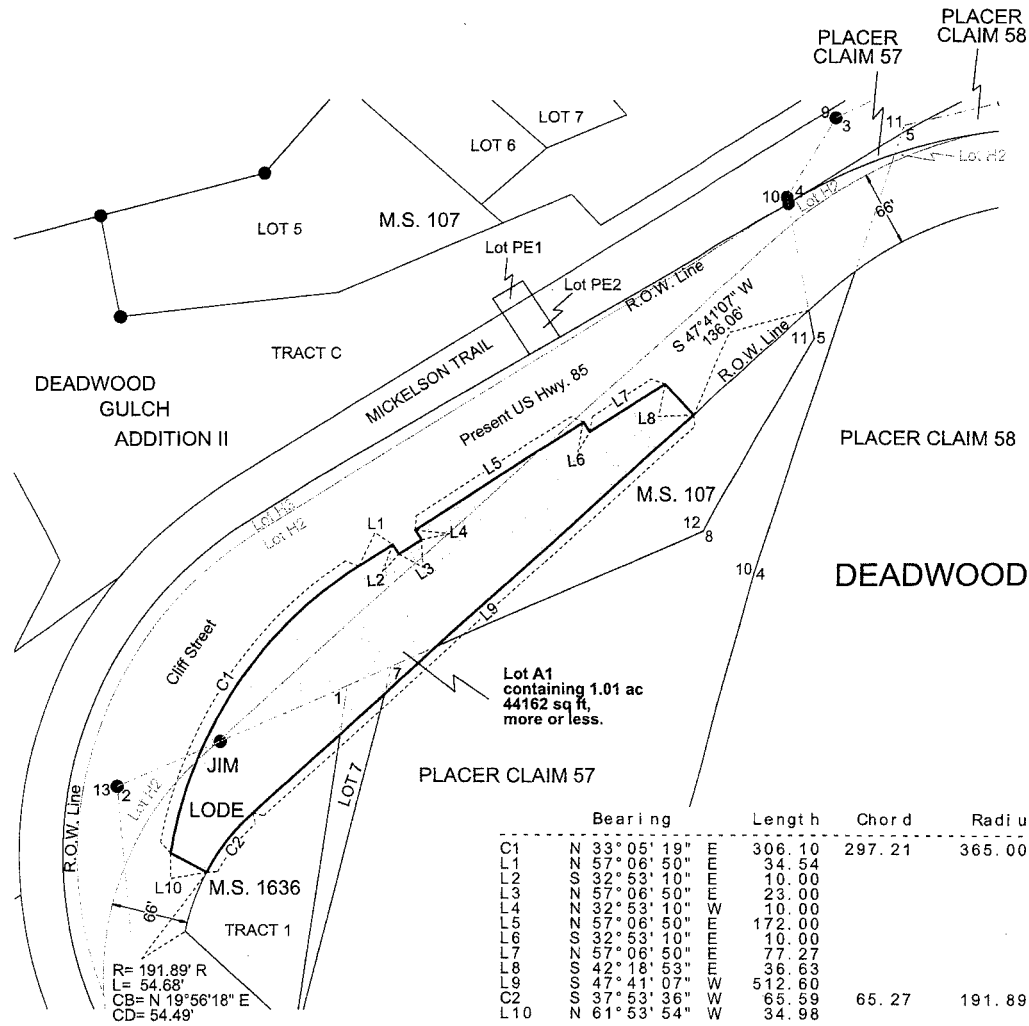 PLACER
CLAIM 58
PLACER
CLAIM 57
LOT 7
LOT 6
9
3
11
5
Lot H2
M.S. 107
LOT 5
10
4
Lot H2
66'
Lot PE1
Lot PE2
R.O.W. Line
S 47°41'07" W
136.06'
TRACT C
MICKELSON TRAIL
R.O.W. Line
11
5
DEADWOOD
GULCH
ADDITION II
Present US Hwy. 85
L7
L8
PLACER CLAIM 58
L5
L6
M.S. 107
Lot H3
Lot H2
L1
L4
L2
L3
12
8
10
4
DEADWOOD
Cliff Street
L9
C1
Lot A1
containing 1.01 ac
44162 sq ft,
more or less.
1
7
JIM
LODE
PLACER CLAIM 57
13
2
Lot H2
LOT 7
R.O.W. Line
C2
L10
M.S. 1636
66'
TRACT 1
R= 191.89' R
L= 54.68'
CB= N 19°56'18" E
CD= 54.49'
Bearing Length Chord Radiu
C1 N 33°05'19" E 306.10 297.21 365.00
L1 N 57°06'50" E 34.54
L2 S 32°53'10" E 10.00
L3 N 57°06'50" E 23.00
L4 N 32°53'10" W 10.00
L5 N 57°06'50" E 172.00
L6 S 32°53'10" E 10.00
L7 N 57°06'50" E 77.27
L8 S 42°18'53" E 36.63
L9 S 47°41'07" W 512.60
C2 S 37°53'36" W 65.59 65.27 191.89
L10 N 61°53'54" W 34.98